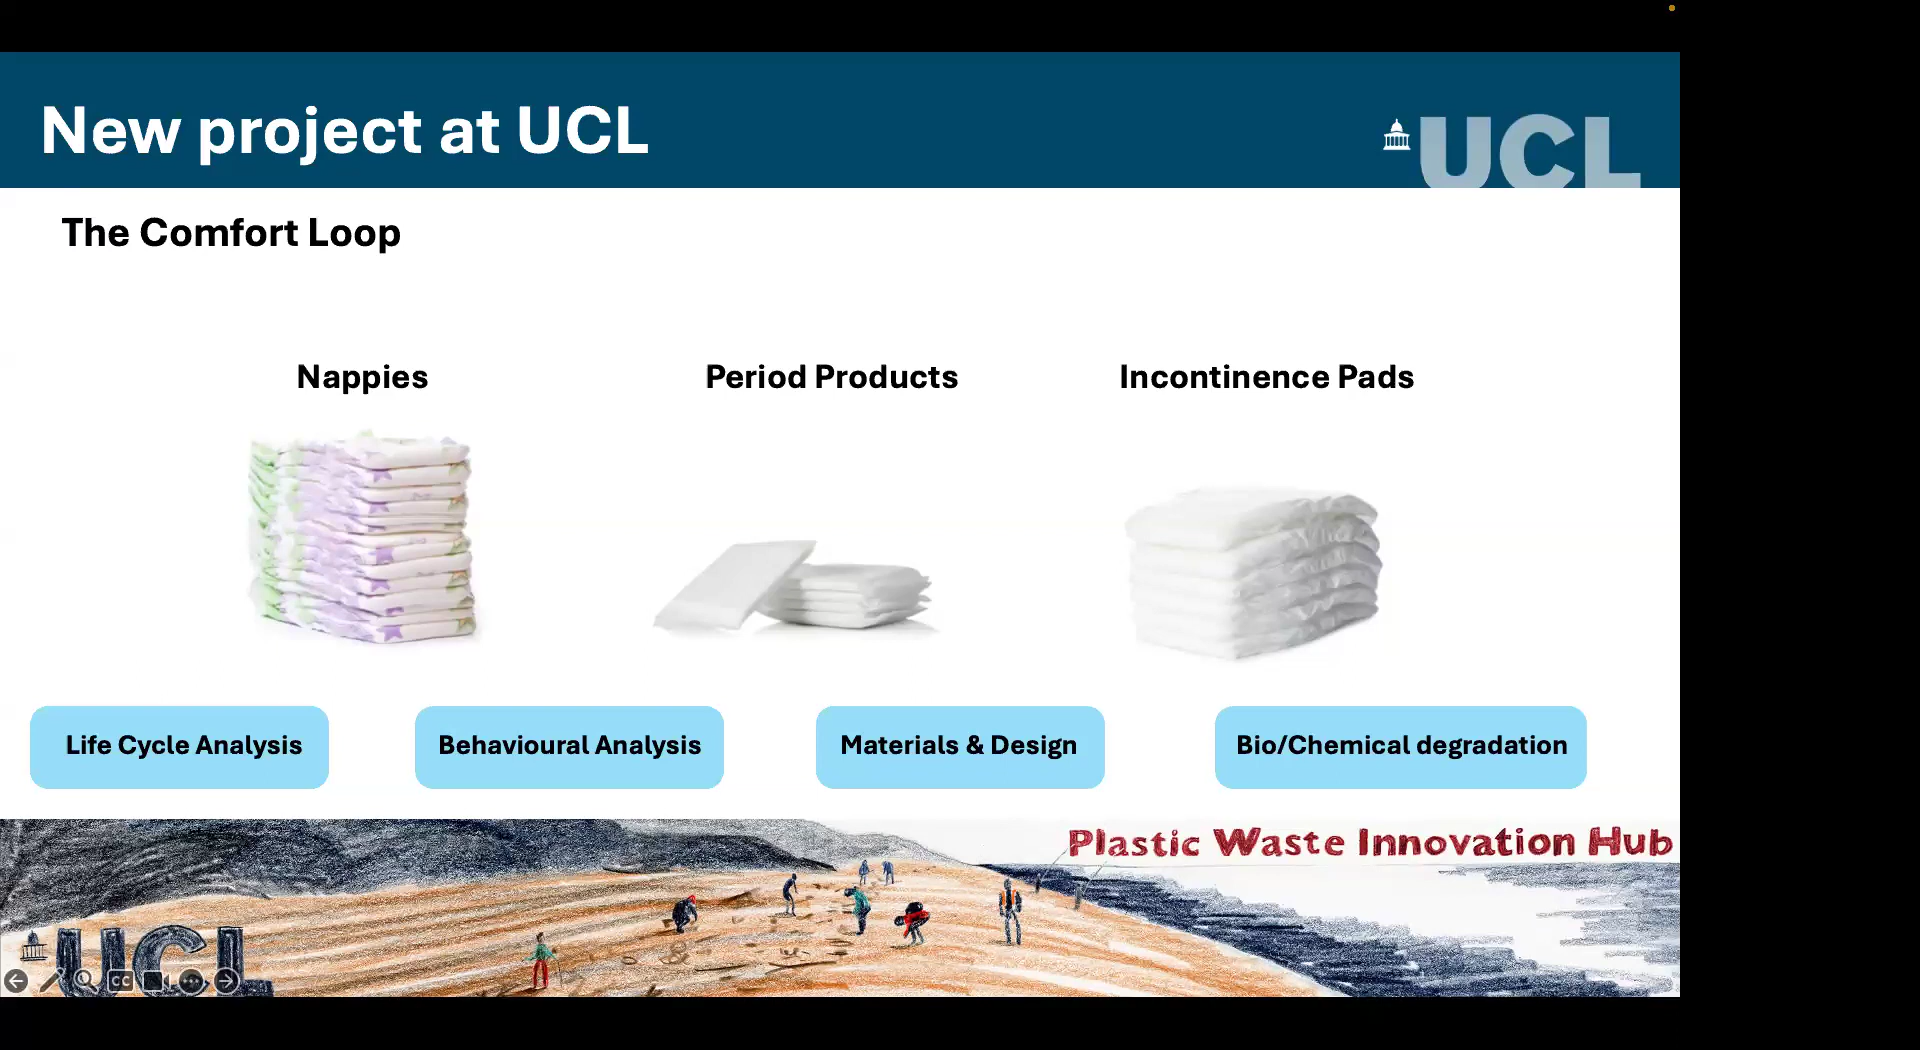 New project at UCL
UCL
The Comfort Loop
Nappies
Period Products
Incontinence Pads
Life Cycle Analysis
Behavioural Analysis
Materials & Design
Bio/Chemical degradation
Plastic Waste Innovation Hub
UCL
CC